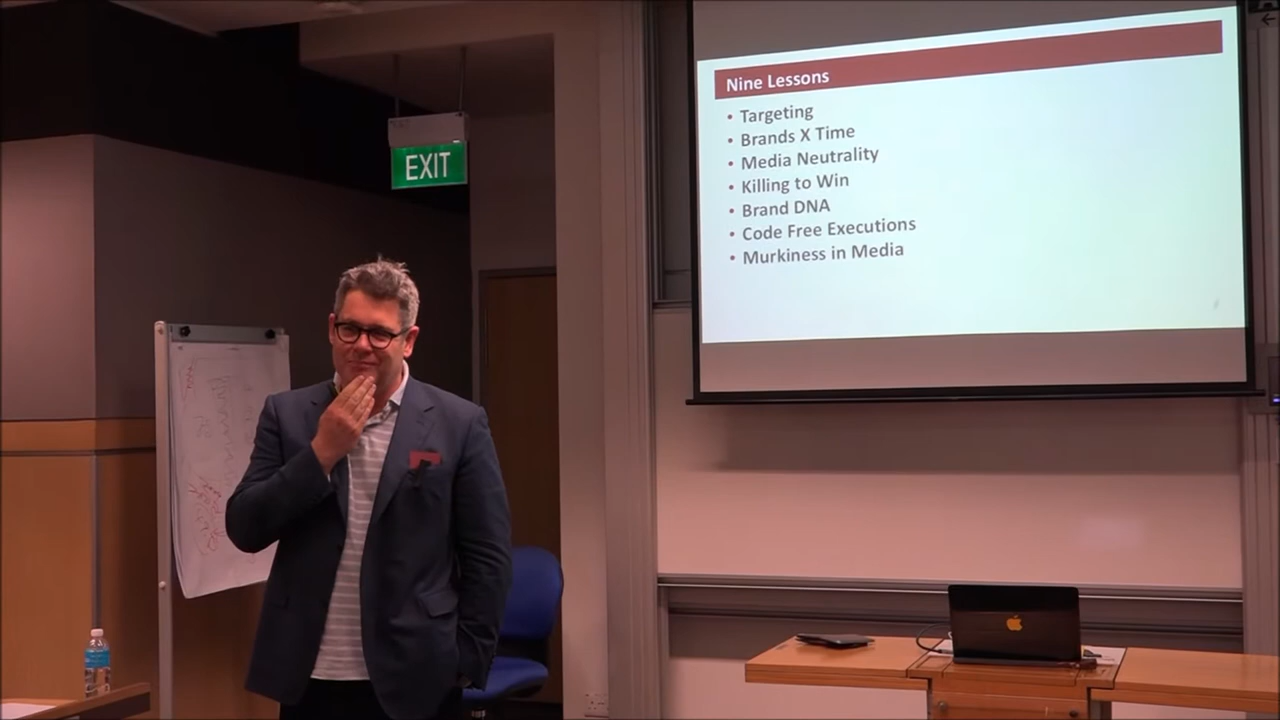 EXIT
Nine Lessons
• Targeting
• Brands X Time
• Media Neutrality
• Killing to Win
• Brand DNA
• Code Free Executions
• Murkiness in Media